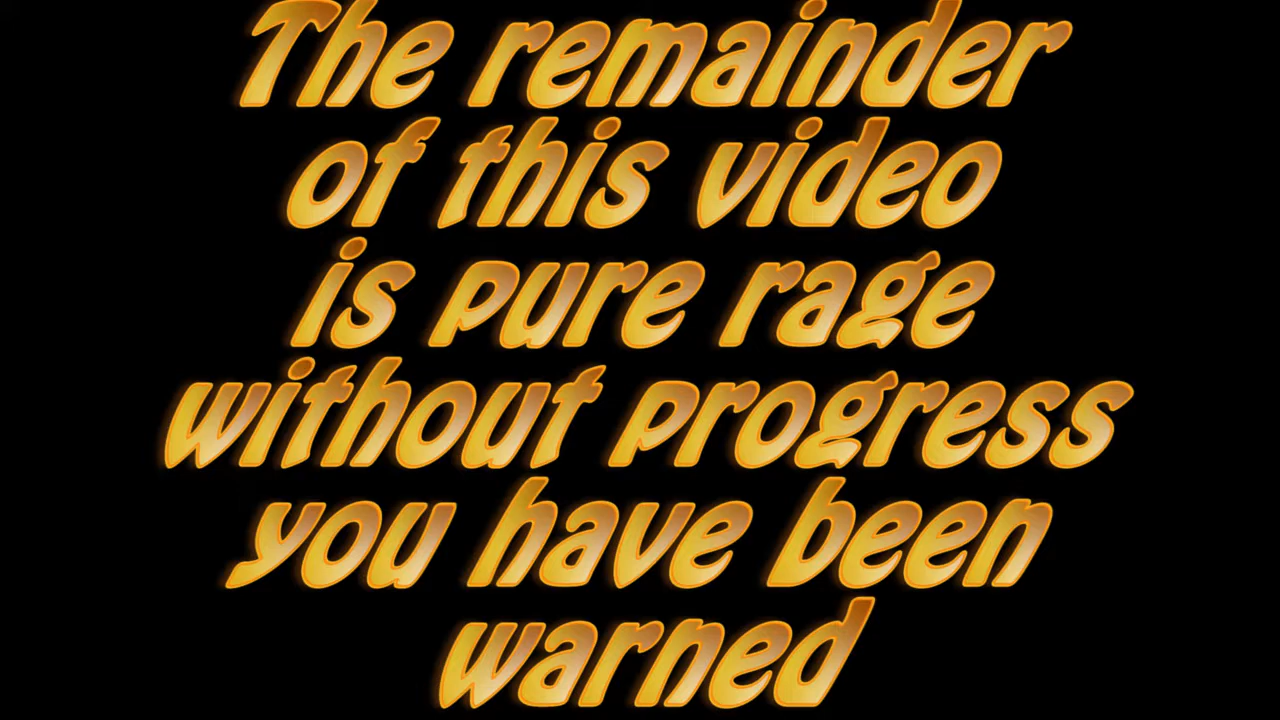 The remainder
of this video
is pure rage
without progress
you have been
warned